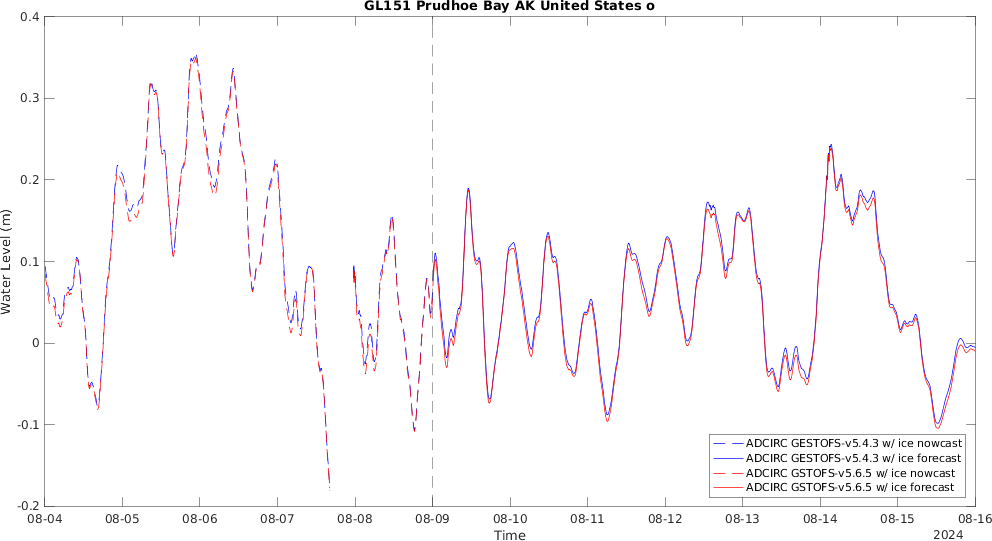 GL151 Prudhoe Bay AK United States o
0.4
0.3
0.2
0.1
0
-0.1
-0.2
Water Level (m)
08-04 08-05 08-06 08-07 08-08 08-09 08-10 08-11 08-12 08-13 08-14 08-15 08-16
Time
2024
ADCIRC GESTOFS-v5.4.3 w/ ice nowcast
ADCIRC GESTOFS-v5.4.3 w/ ice forecast
ADCIRC GSTOFS-v5.6.5 w/ ice nowcast
ADCIRC GSTOFS-v5.6.5 w/ ice forecast